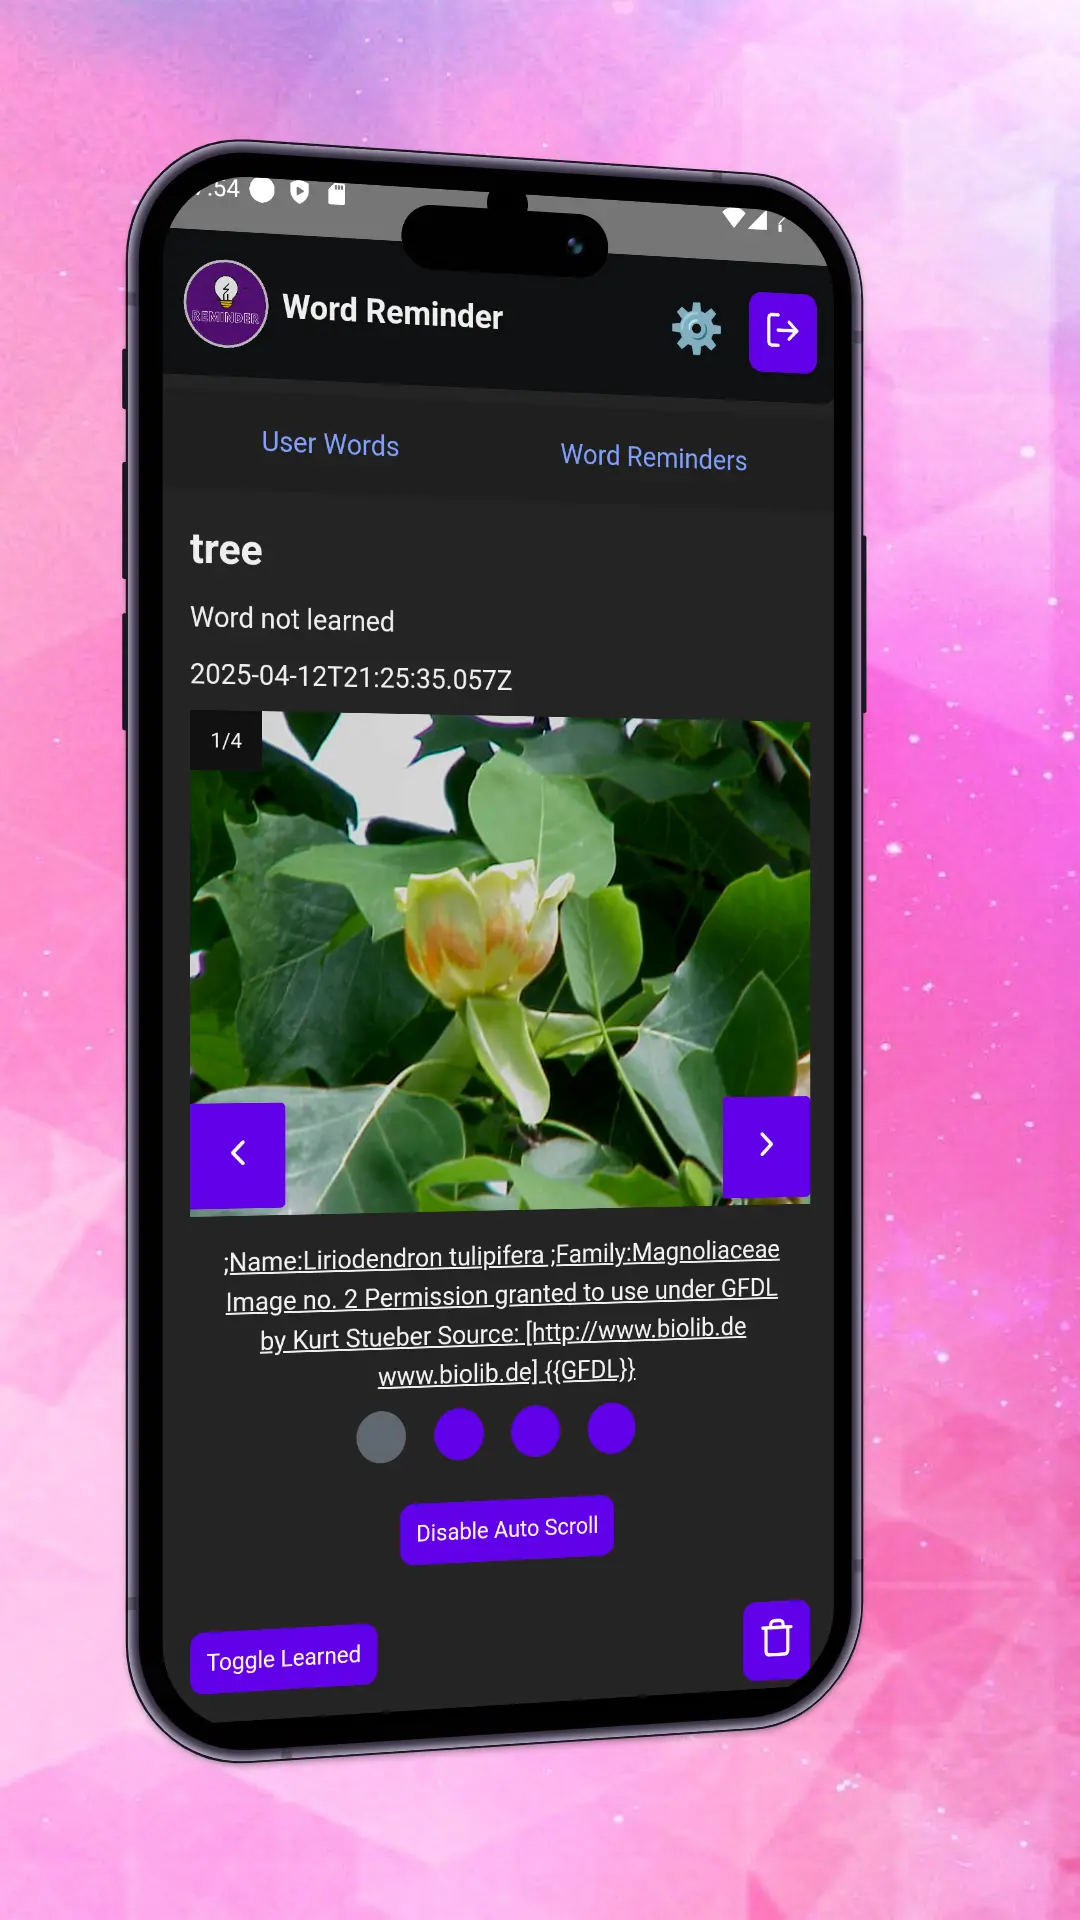 :54
REMINDER
Word Reminder
User Words
Word Reminders
tree
Word not learned
2025-04-12T21:25:35.057Z
1/4
;Name:Liriodendron tulipifera ;Family:Magnoliaceae
Image no. 2 Permission granted to use under GFDL
by Kurt Stueber Source: [http://www.biolib.de
www.biolib.de] {{GFDL}}
Disable Auto Scroll
Toggle Learned